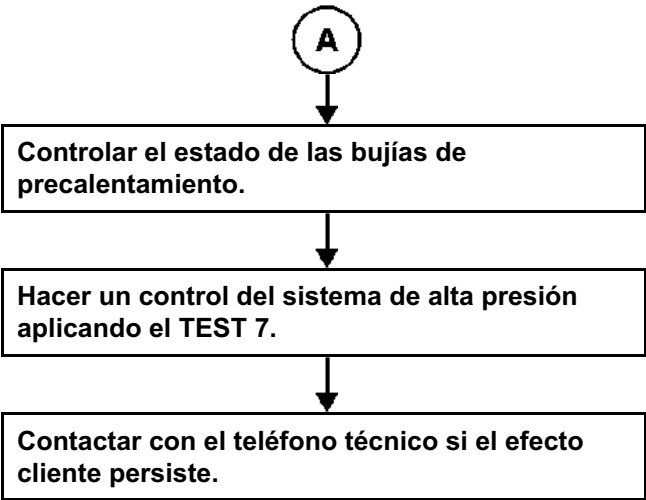 A
Controlar el estado de las bujías de
precalentamiento.
Hacer un control del sistema de alta presión
aplicando el TEST 7.
Contactar con el teléfono técnico si el efecto
cliente persiste.